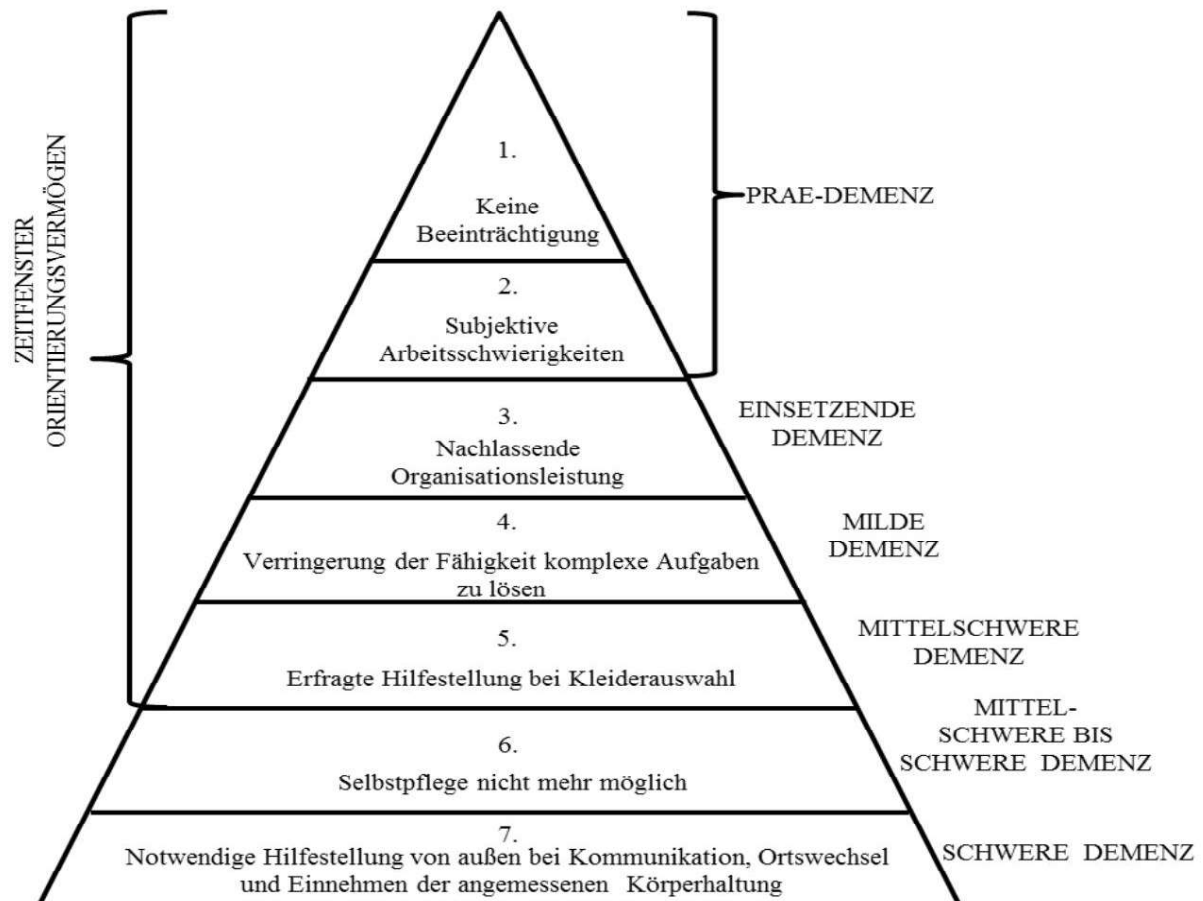 ZEITFENSTER
ORIENTIERUNGSVERMÖGEN
1.
Keine
Beeinträchtigung
PRAE-DEMENZ
2.
Subjektive
Arbeitsschwierigkeiten
3.
Nachlassende
Organisationsleistung
EINSETZENDE
DEMENZ
4.
Verringerung der Fähigkeit komplexe Aufgaben
zu lösen
MILDE
DEMENZ
5.
Erfragte Hilfestellung bei Kleiderauswahl
MITTELSCHWERE
DEMENZ
6.
Selbstpflege nicht mehr möglich
MITTEL-
SCHWERE BIS
SCHWERE DEMENZ
7.
Notwendige Hilfestellung von außen bei Kommunikation, Ortswechsel
und Einnehmen der angemessenen Körperhaltung
SCHWERE DEMENZ